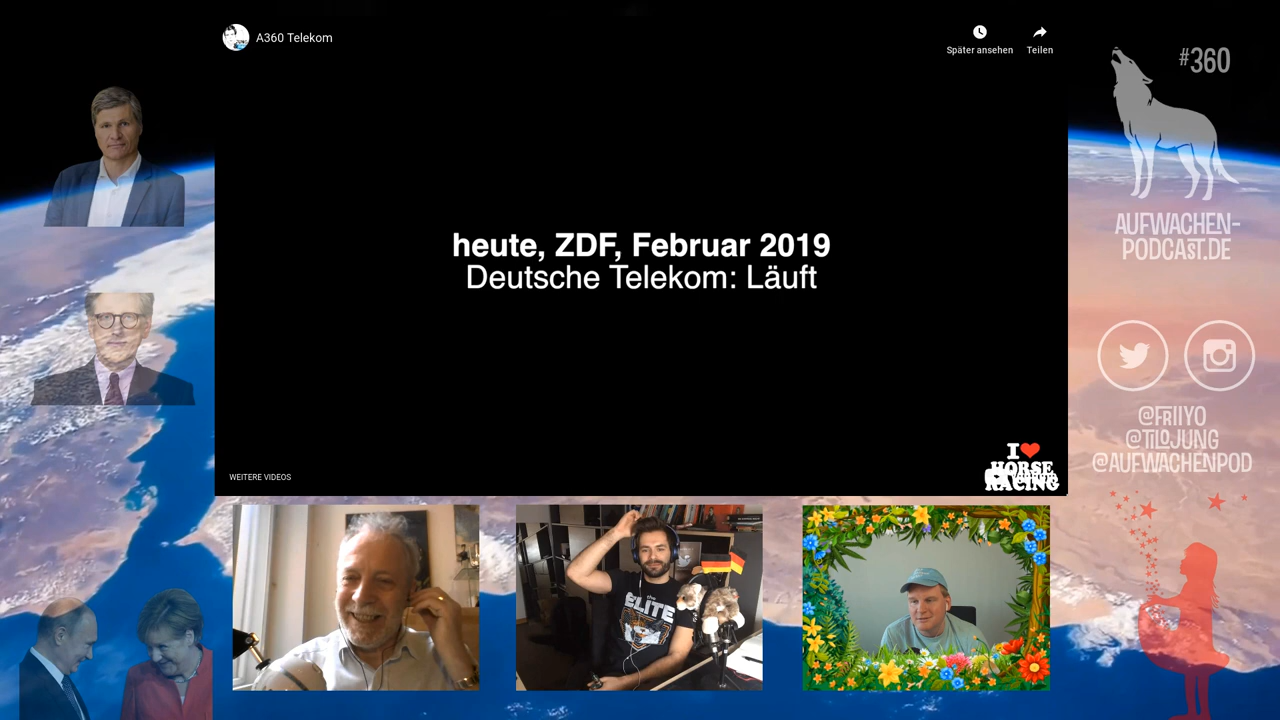 A360 Telekom
Später ansehen
Teilen
#360
heute, ZDF, Februar 2019
Deutsche Telekom: Läuft
AUFWACHEN-
PODCAST.DE
@FRIIYO
@TILOJUNG
@AUFWACHENPOD
WEITERE VIDEOS
I
HORSE
RACING
ELITE